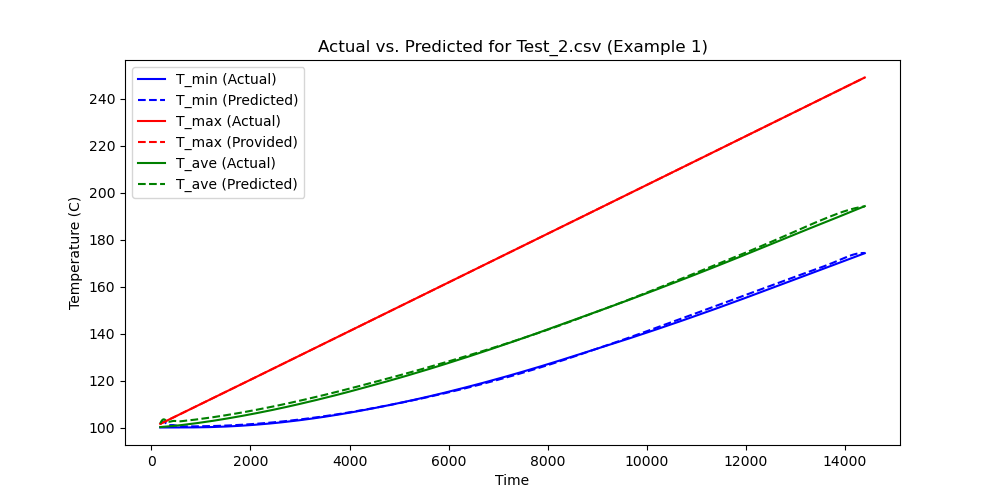 Actual vs. Predicted for Test_2.csv (Example 1)
T_min (Actual)
T_min (Predicted)
T_max (Actual)
T_max (Provided)
T_ave (Actual)
T_ave (Predicted)
Temperature (C)
240
220
200
180
160
140
120
100
0 2000 4000 6000 8000 10000 12000 14000
Time